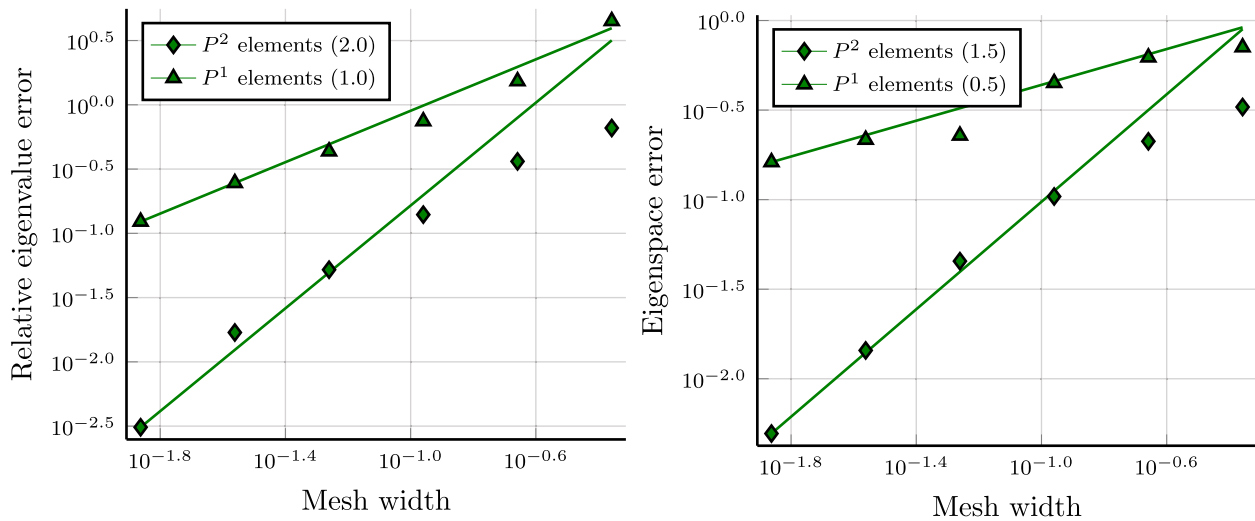 Relative eigenvalue error
10^0.5
10^0.0
10^−0.5
10^−1.0
10^−1.5
10^−2.0
10^−2.5
P^2 elements (2.0)
P^1 elements (1.0)
10^−1.8 10^−1.4 10^−1.0 10^−0.6
Mesh width
Eigenspace error
10^0.0
10^−0.5
10^−1.0
10^−1.5
10^−2.0
P^2 elements (1.5)
P^1 elements (0.5)
10^−1.8 10^−1.4 10^−1.0 10^−0.6
Mesh width